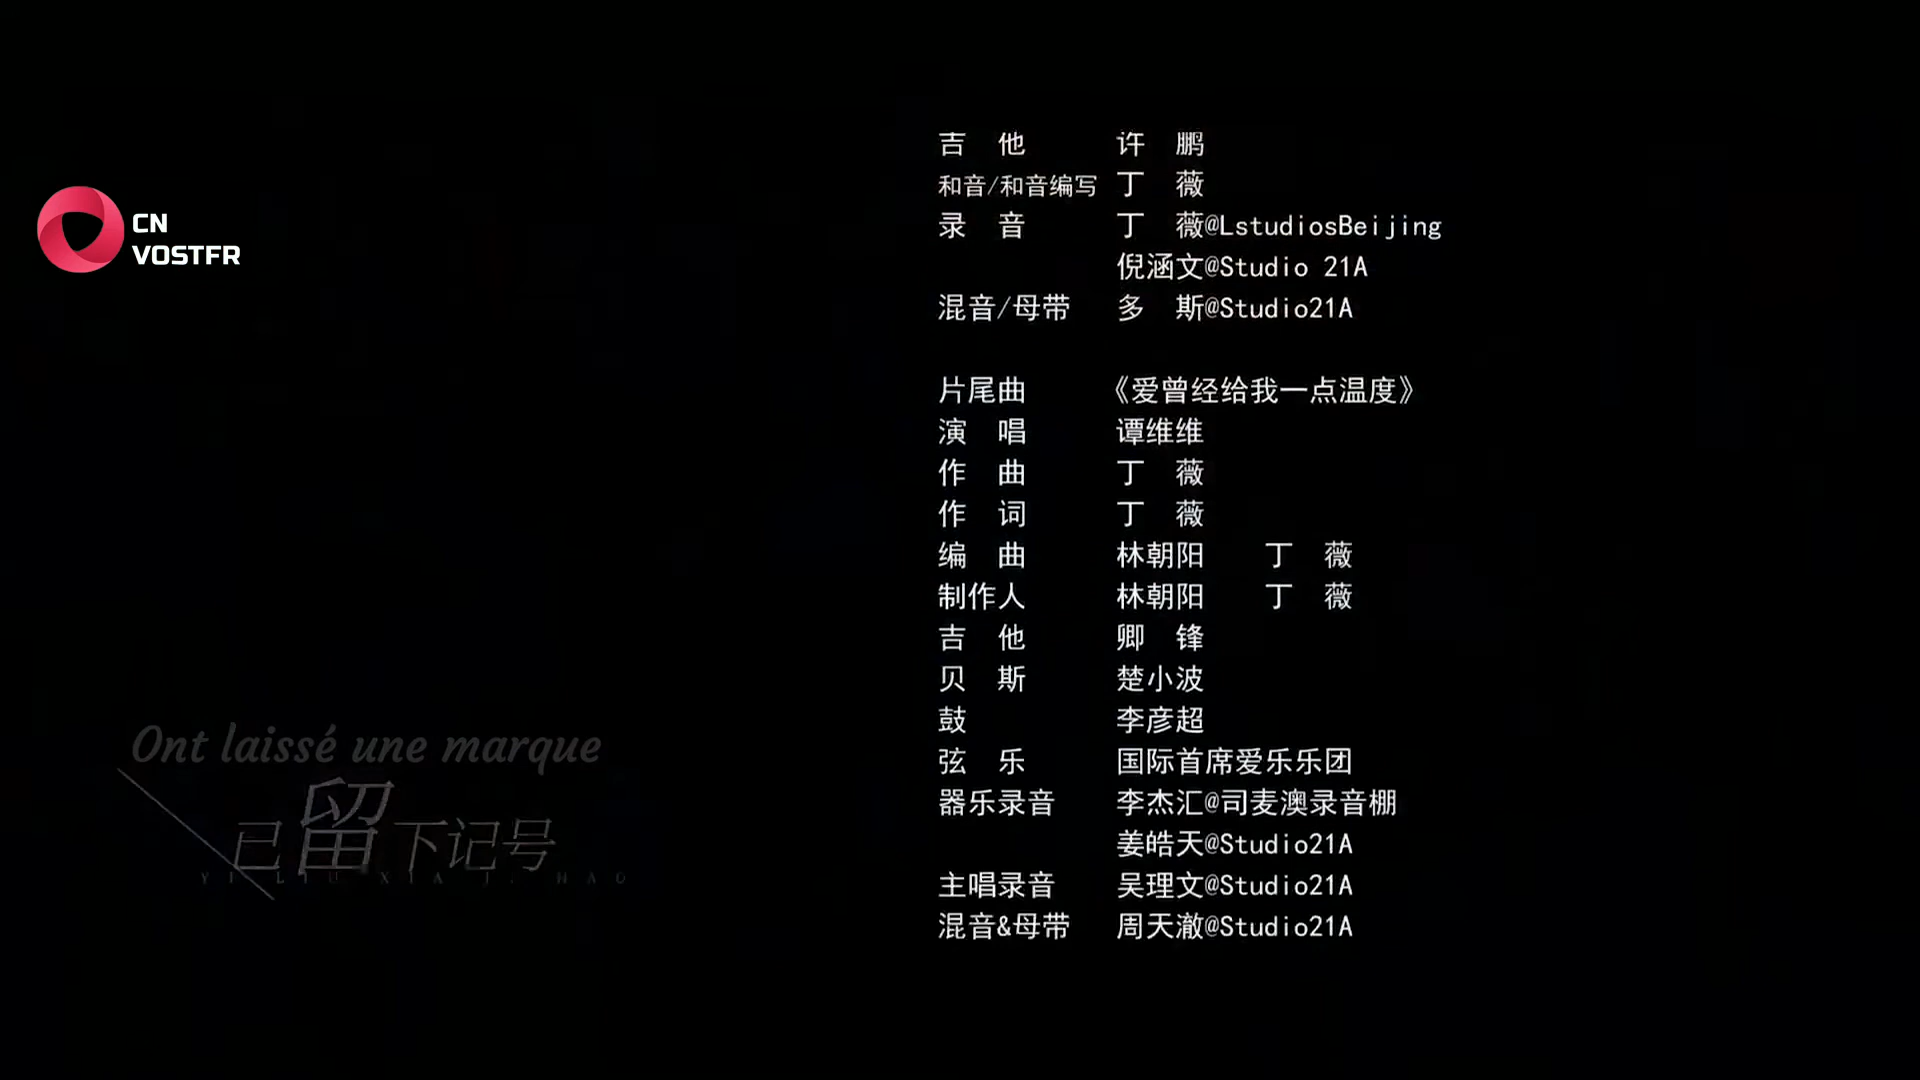 吉 他 许 鹏
和音/和音编写 丁 薇
录 音 丁 薇@LstudiosBeijing
倪涵文@Studio 21A
混音/母带 多 斯@Studio21A
CN
VOSTFR
片尾曲 《爱曾经给我一点温度》
演 唱 谭维维
作 曲 丁 薇
作 词 丁 薇
编 曲 林朝阳 丁 薇
制作人 林朝阳 丁 薇
吉 他 卿 锋
贝 斯 楚小波
鼓 李彦超
弦 乐 国际首席爱乐乐团
器乐录音 李杰汇@司麦澳录音棚
姜皓天@Studio21A
主唱录音 吴理文@Studio21A
混音&母带 周天澈@Studio21A
Ont laissé une marque
已留下记号
YI LIU XIA JI HAO